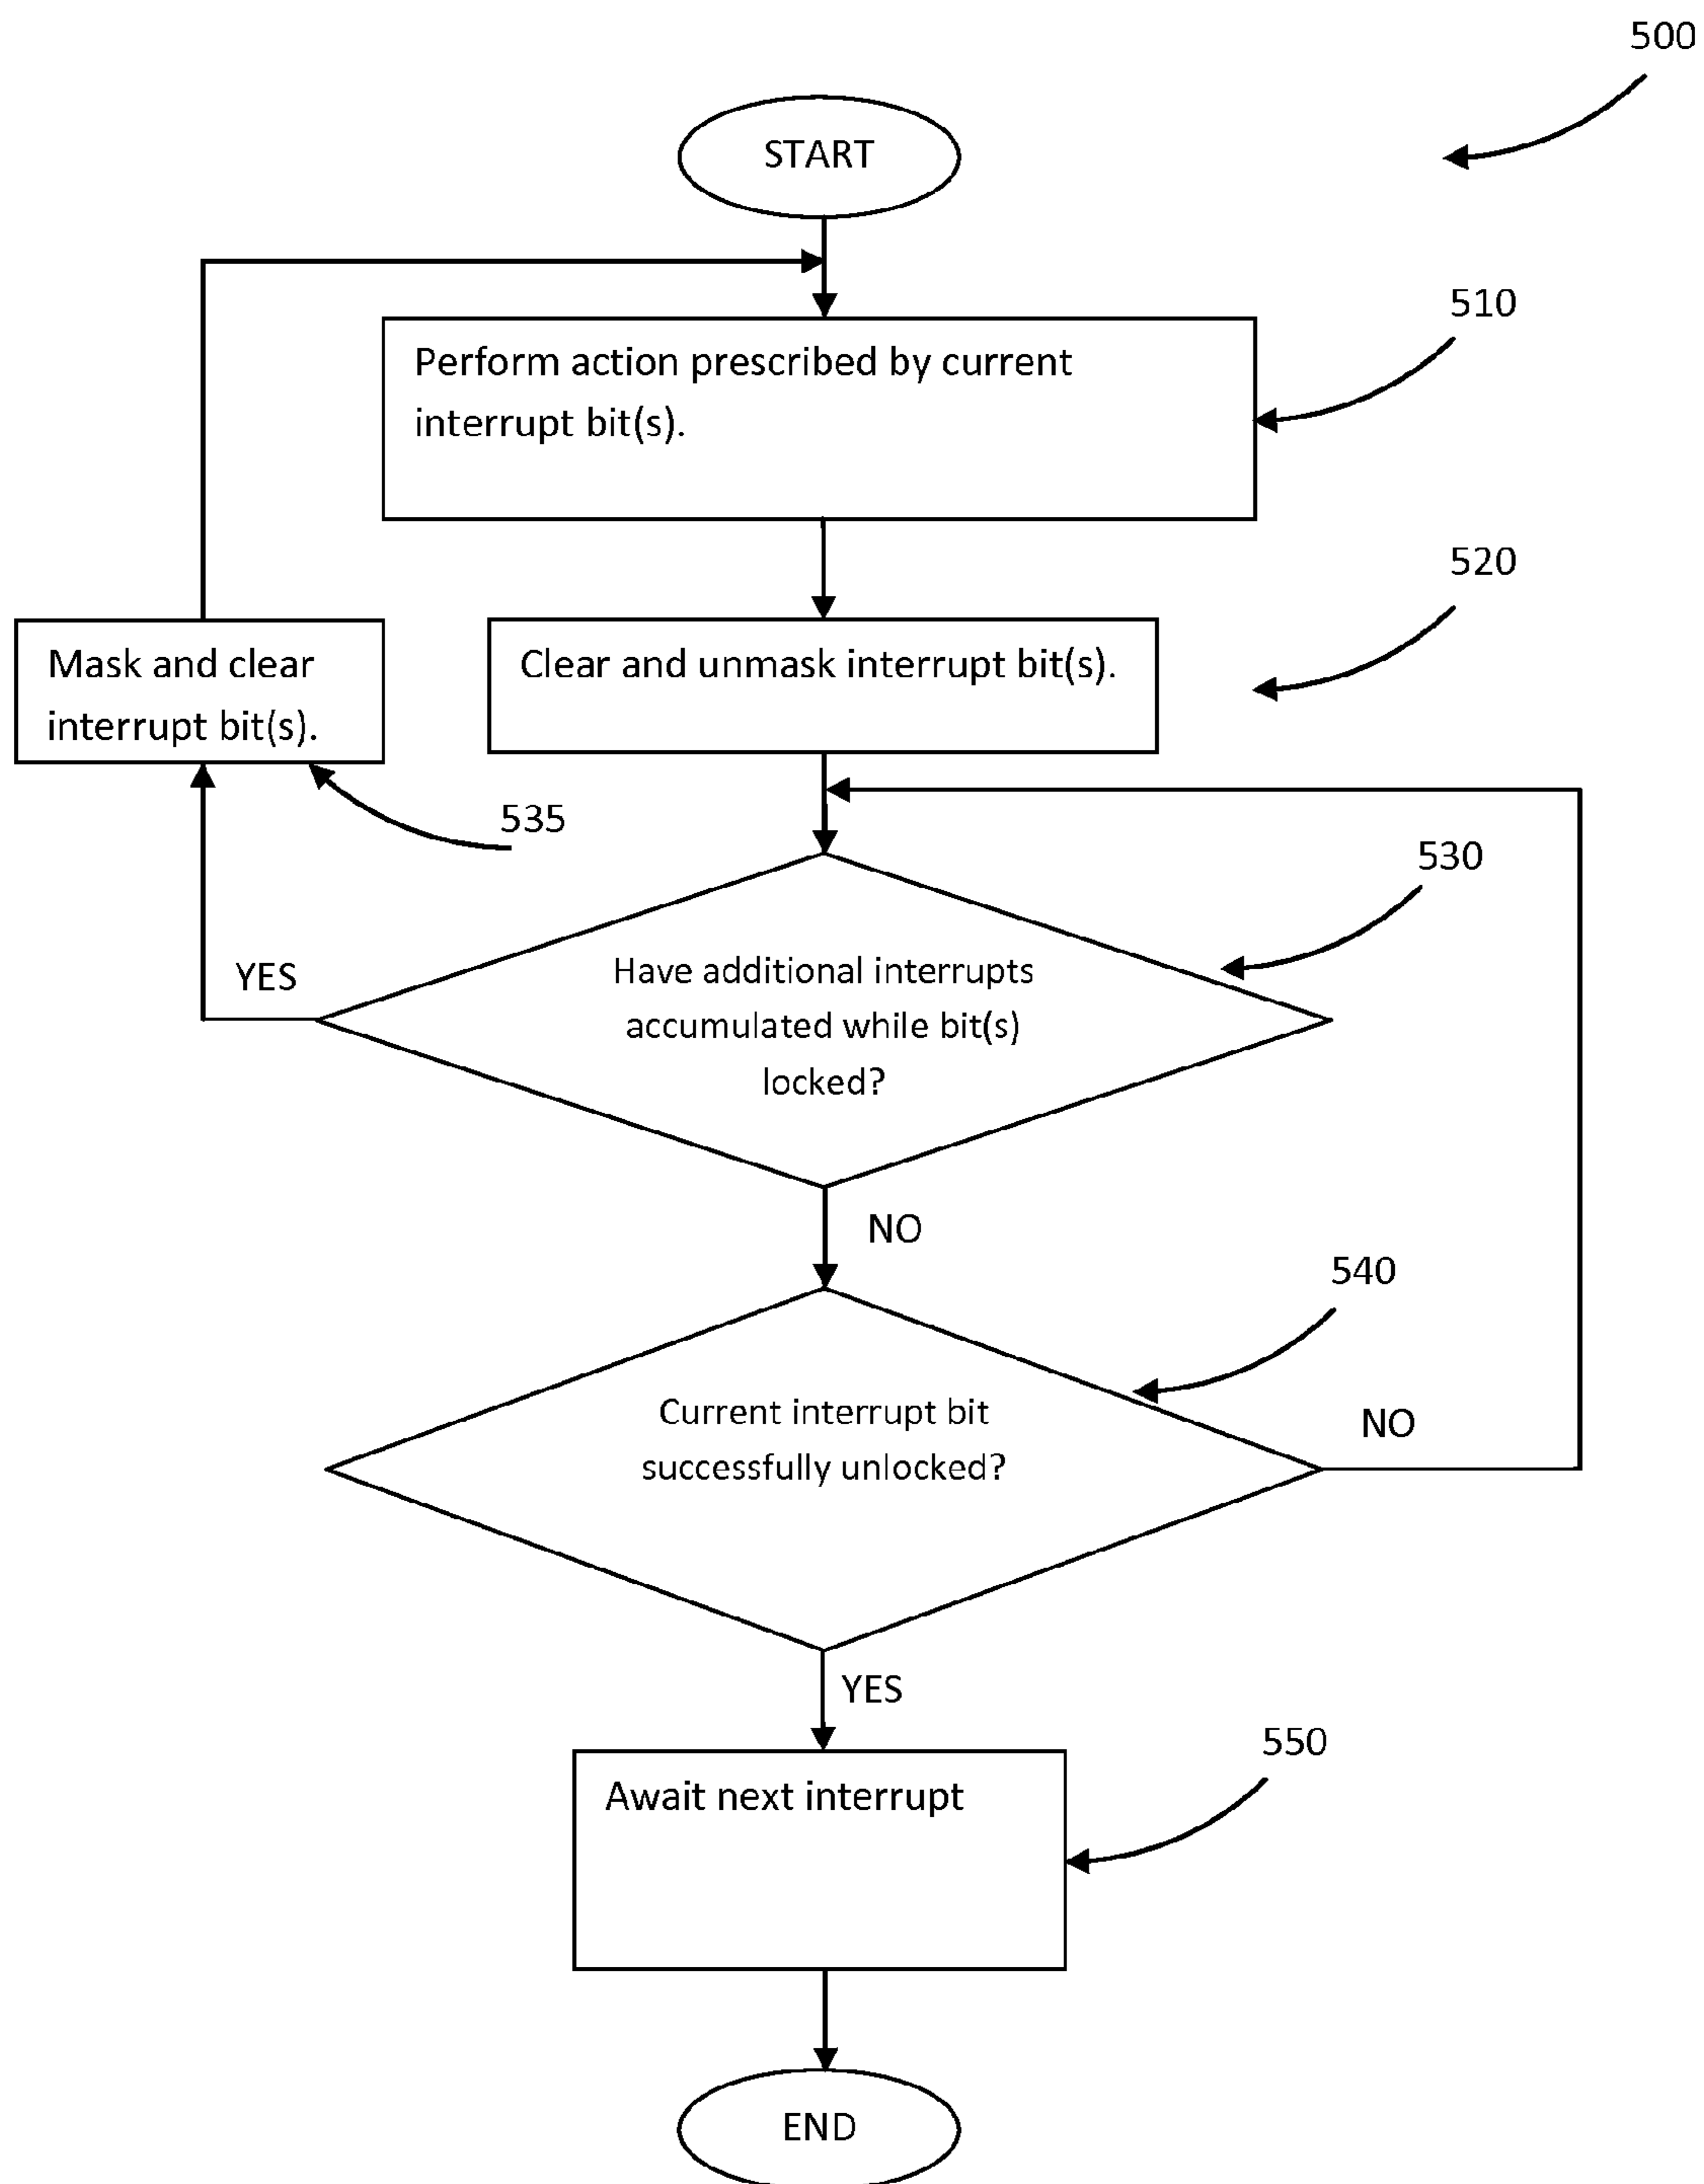 500
START
510
Perform action prescribed by current
interrupt bit(s).
520
Mask and clear
interrupt bit(s).
Clear and unmask interrupt bit(s).
535
530
YES
Have additional interrupts
accumulated while bit(s)
locked?
NO
540
Current interrupt bit
successfully unlocked?
NO
YES
550
Await next interrupt
END